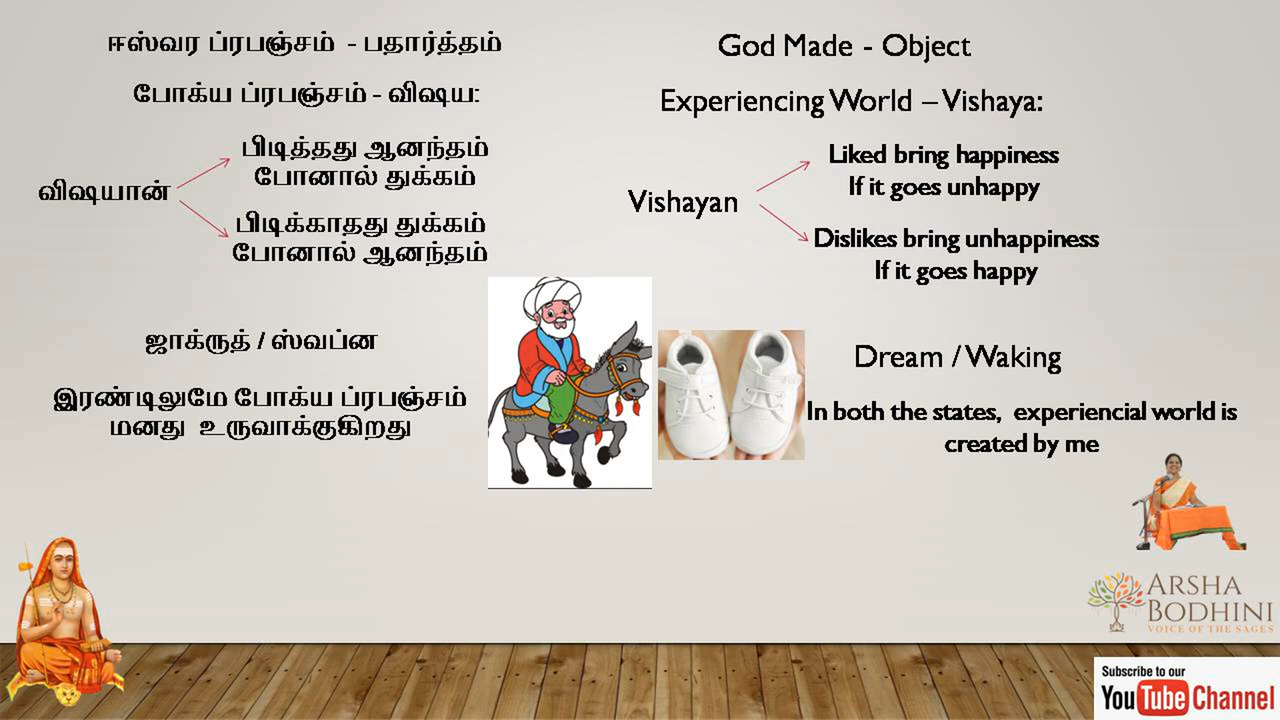 ஈஸ்வர ப்ரபஞ்சம் - பதார்த்தம்
போக்ய ப்ரபஞ்சம் - விஷய:
விஷயான்
பிடித்தது ஆனந்தம்
போனால் துக்கம்
பிடிக்காதது துக்கம்
போனால் ஆனந்தம்
ஜாக்ருத் / ஸ்வப்ன
இரண்டிலுமே போக்ய ப்ரபஞ்சம்
மனது உருவாக்குகிறது
God Made - Object
Experiencing World – Vishaya:
Vishayan
Liked bring happiness
If it goes unhappy
Dislikes bring unhappiness
If it goes happy
Dream / Waking
In both the states, experiencial world is
created by me
ARSHA
BODHINI
VOICE OF THE SAGES
Subscribe to our
YouTube Channel